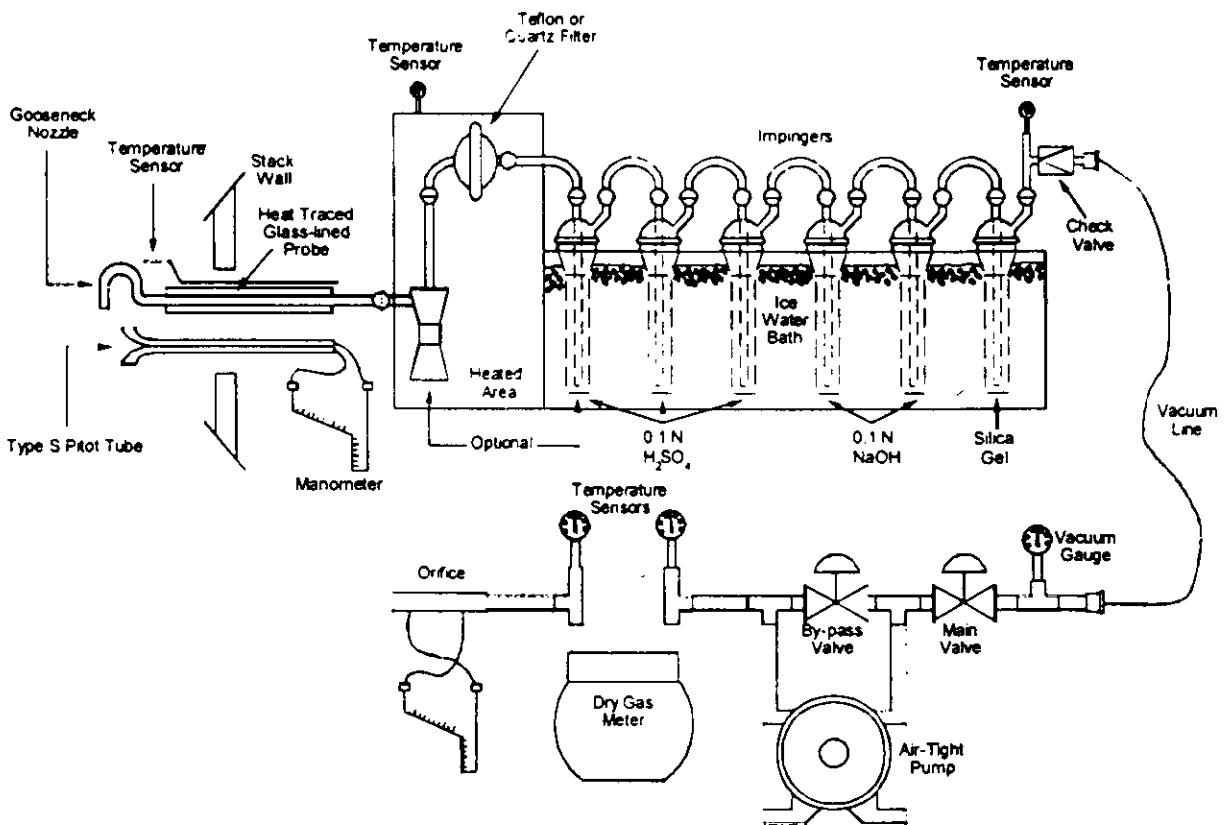 Teflon or
Quartz Filter
Temperature
Sensor
Temperature
Sensor
Gooseneck
Nozzle
Temperature
Sensor
Stack
Wall
Impingers
Heat Traced
Glass-lined
Probe
Check
Valve
Ice
Water
Bath
Heated
Area
Type S Pitot Tube
Manometer
Optional
0.1 N
H₂SO₄
0.1 N
NaOH
Silica
Gel
Vacuum
Line
Temperature
Sensors
Vacuum
Gauge
Orifice
By-pass
Valve
Main
Valve
Dry Gas
Meter
Air-Tight
Pump